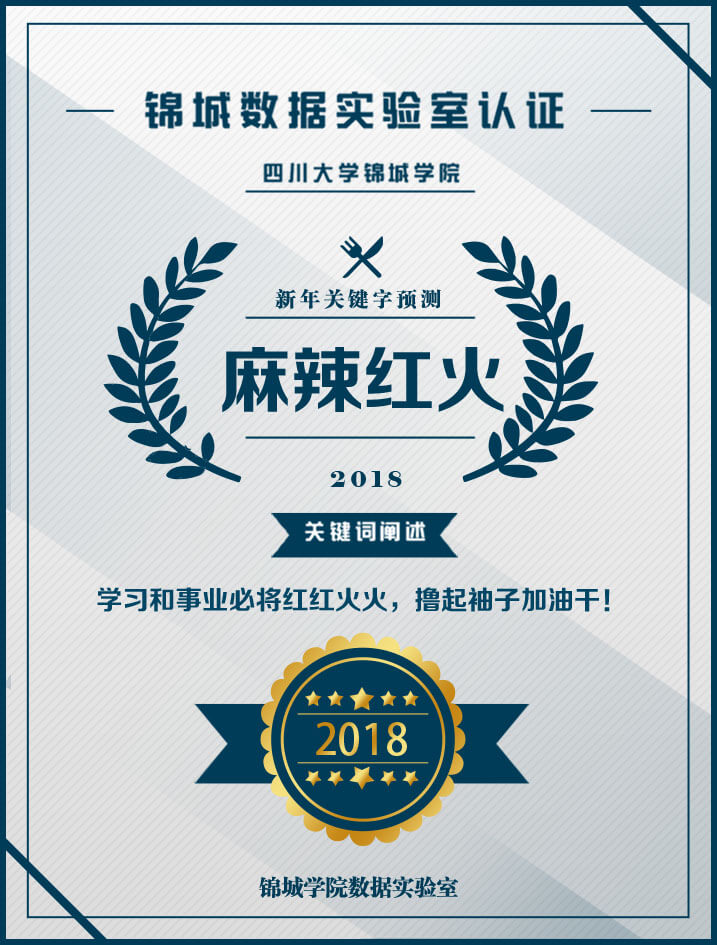 锦城数据实验室认证
四川大学锦城学院
新年关键字预测
麻辣红火
2018
关键词阐述
学习和事业必将红红火火，撸起袖子加油干！
2018
锦城学院数据实验室